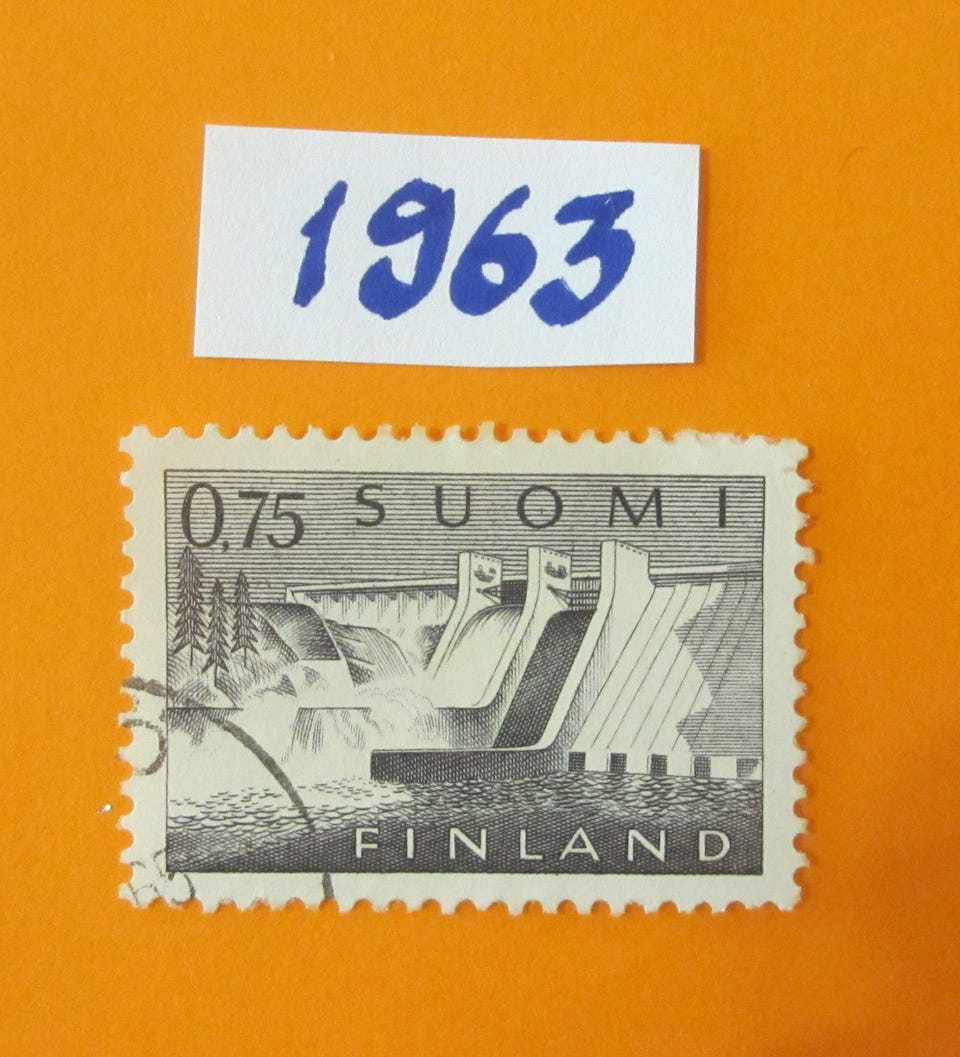 1963
0,75 SUOMI
FINLAND